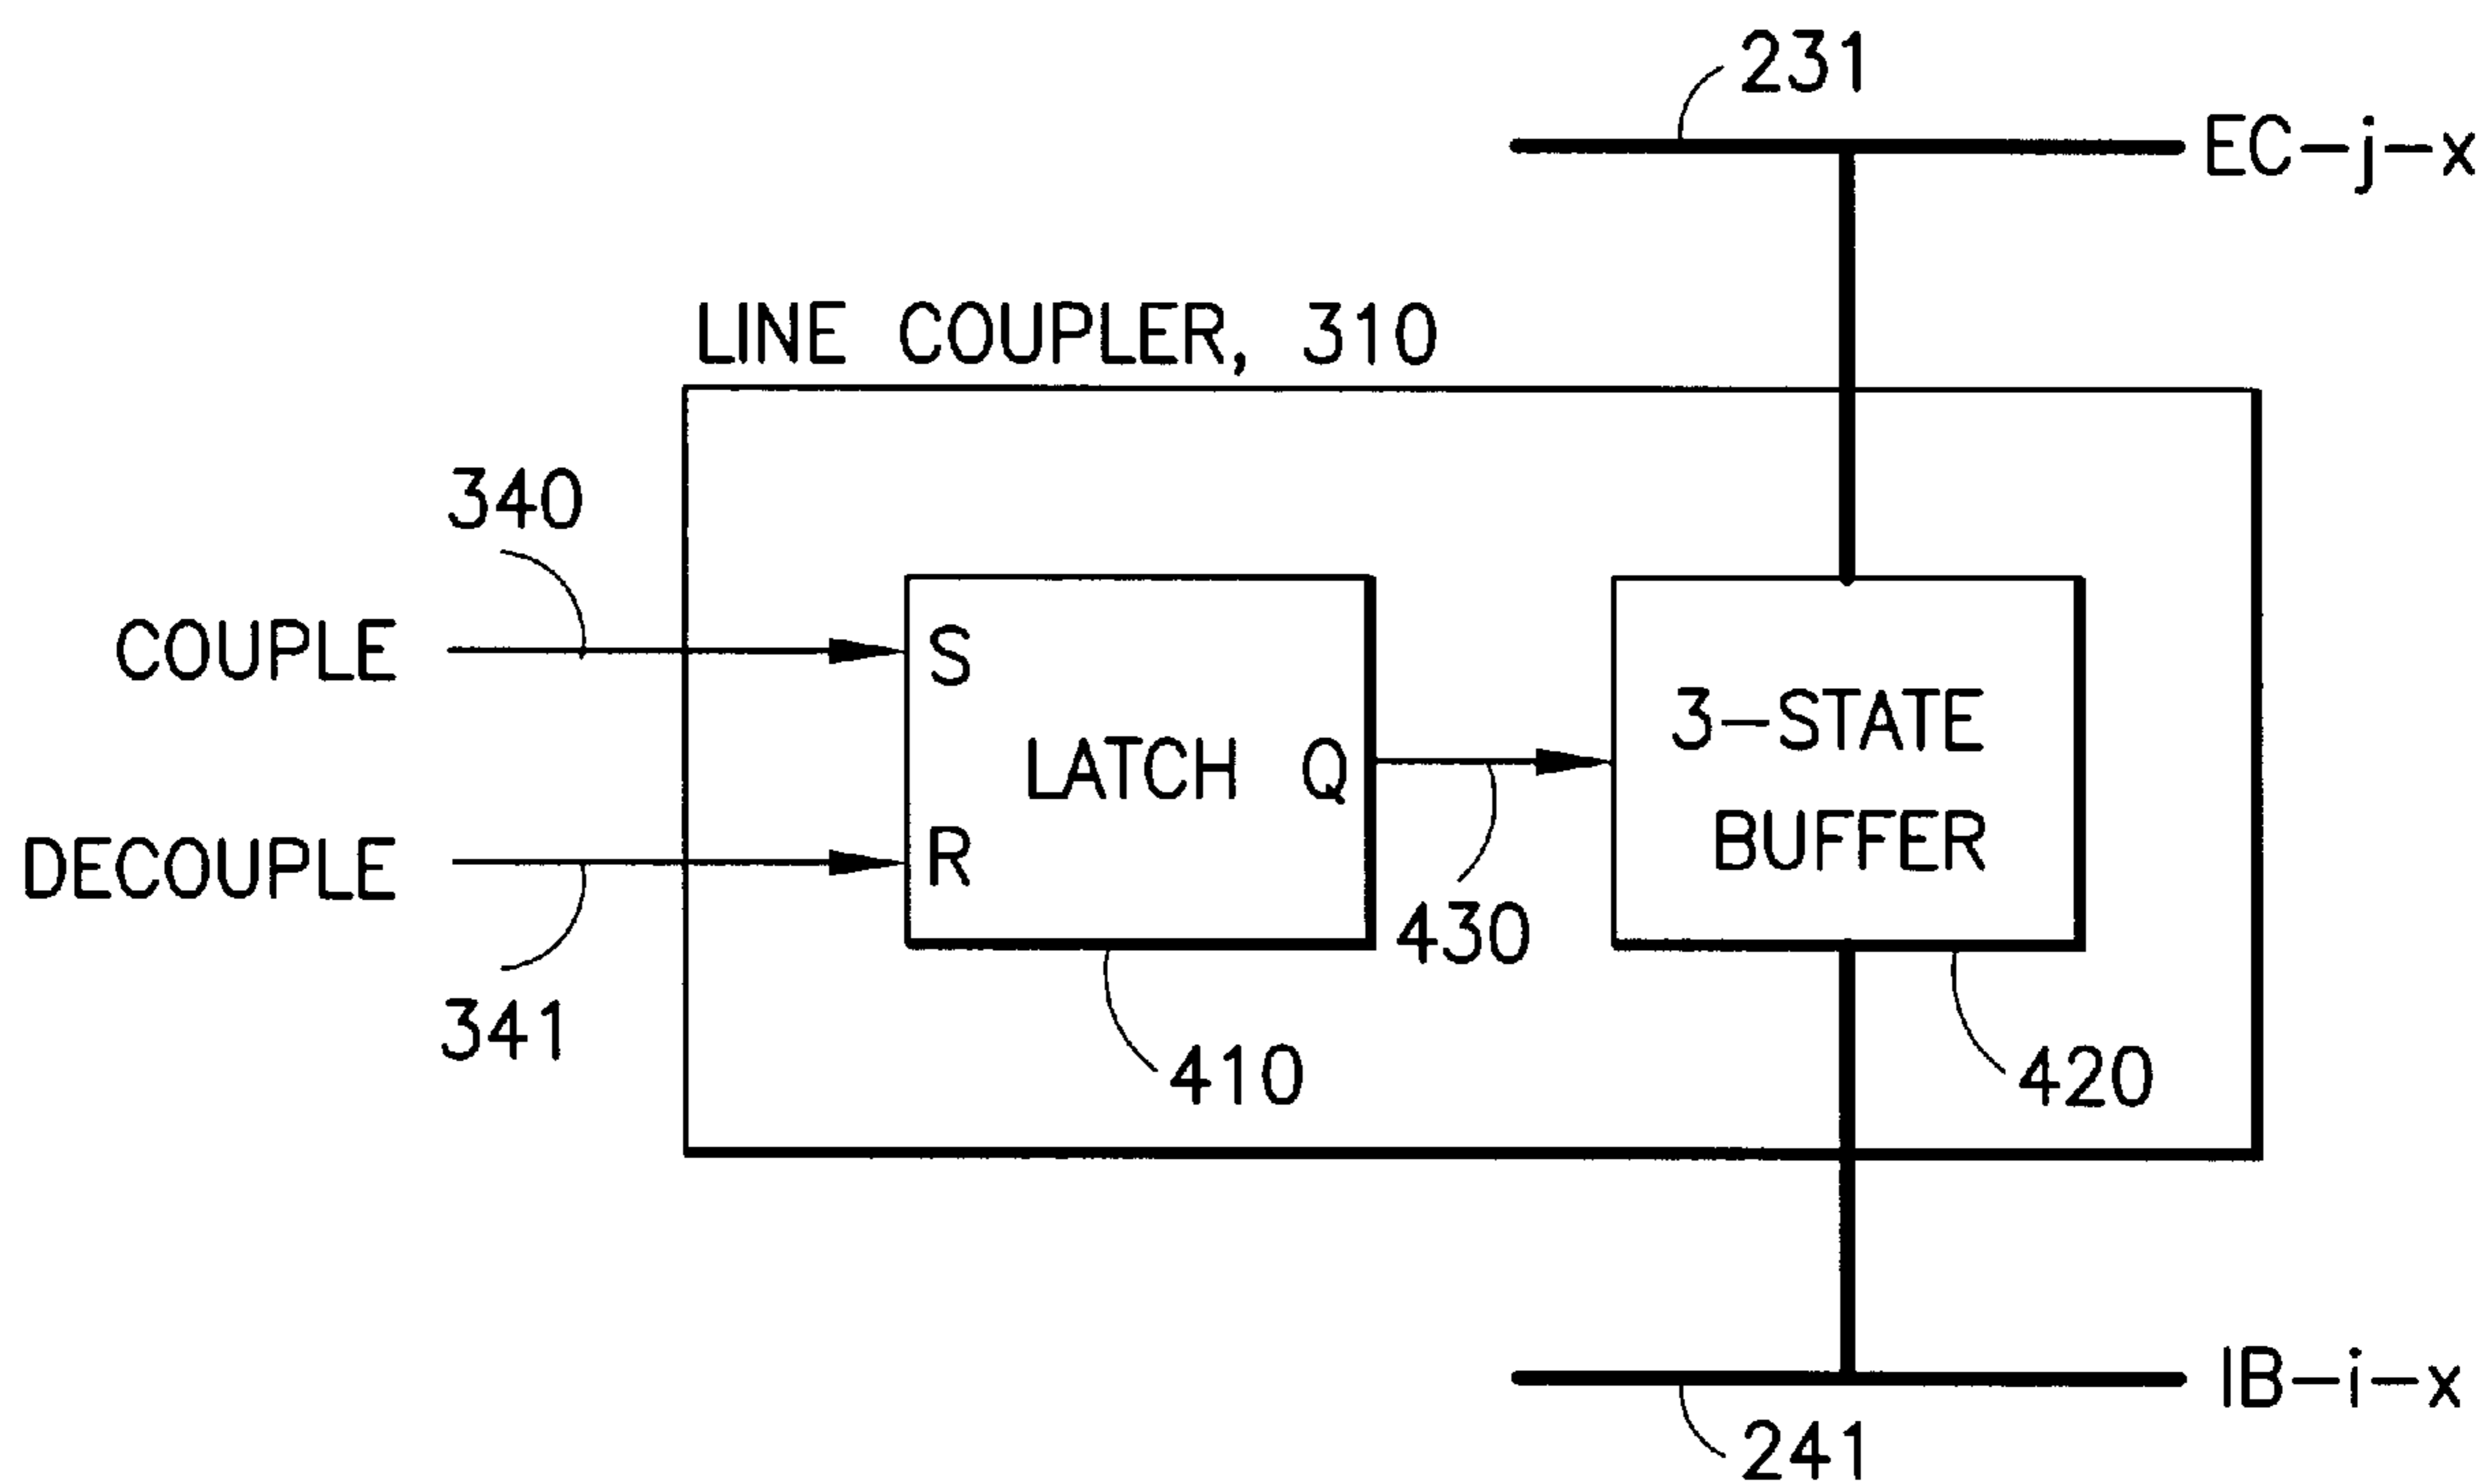 231
EC-j-x
LINE COUPLER, 310
340
COUPLE
S
3-STATE
LATCH Q
BUFFER
DECOUPLE
R
430
341
410
420
IB-i-x
241